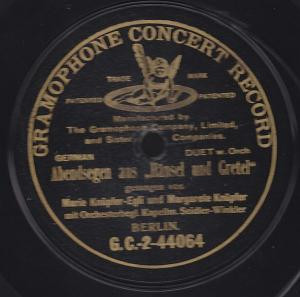 GRAMOPHONE CONCERT RECORD
TRADE MARK
PATENTED PATENTED
Manufactured by
The Gramophone Company, Limited,
and Sister Companies.
GERMAN DUET w. Orch
Abendsegen aus „Hänsel und Gretel"
gesungen von
Marie Knüpfer-Egli und Margarete Knüpfer
mit Orchesterbegl. Kapellm. Seidler-Winkler
BERLIN.
G.C.-2-44064